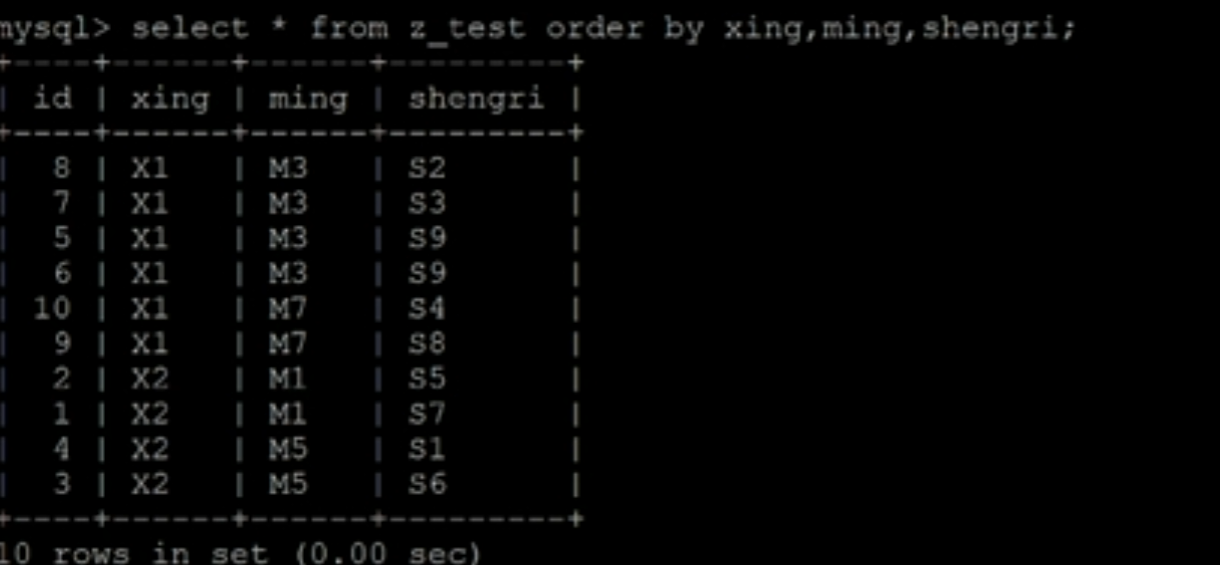 mysql> select * from z_test order by xing,ming,shengri;
+----+------+------+---------+
| id | xing | ming | shengri |
+----+------+------+---------+
|  8 | X1   | M3   | S2      |
|  7 | X1   | M3   | S3      |
|  5 | X1   | M3   | S9      |
|  6 | X1   | M3   | S9      |
| 10 | X1   | M7   | S4      |
|  9 | X1   | M7   | S8      |
|  2 | X2   | M1   | S5      |
|  1 | X2   | M1   | S7      |
|  4 | X2   | M5   | S1      |
|  3 | X2   | M5   | S6      |
+----+------+------+---------+
10 rows in set (0.00 sec)